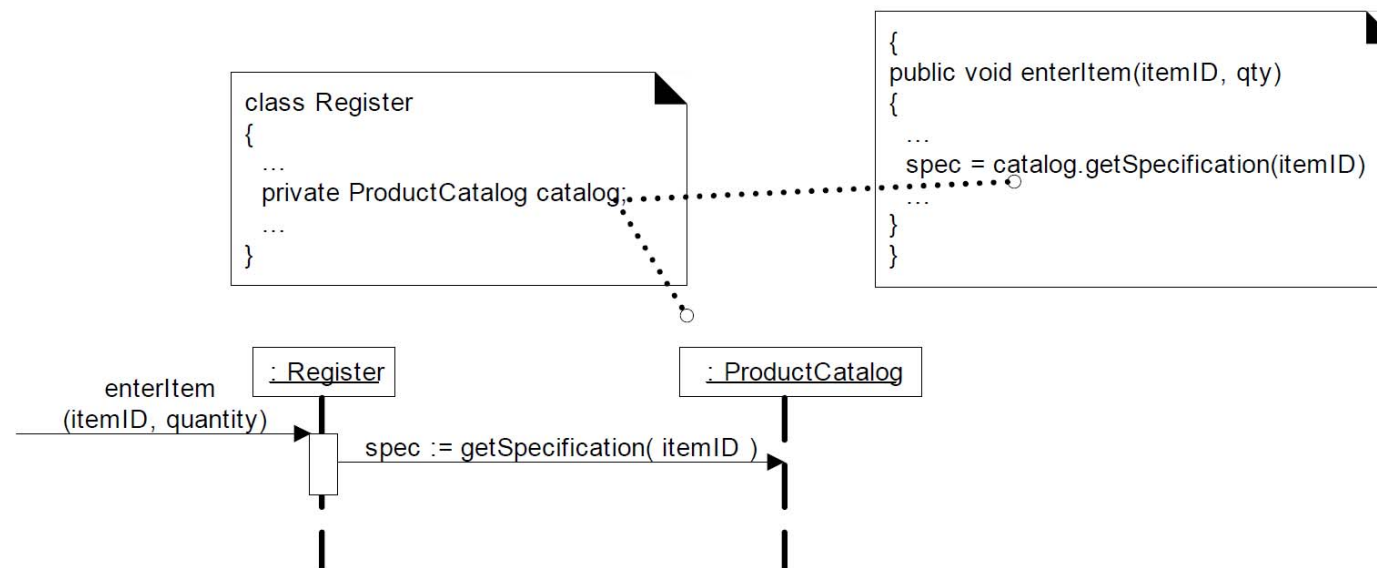 class Register
{
...
private ProductCatalog catalog;
...
}
{
public void enterItem(itemID, qty)
{
...
spec = catalog.getSpecification(itemID)
...
}
}
: Register
: ProductCatalog
enterItem
(itemID, quantity)
spec := getSpecification( itemID )